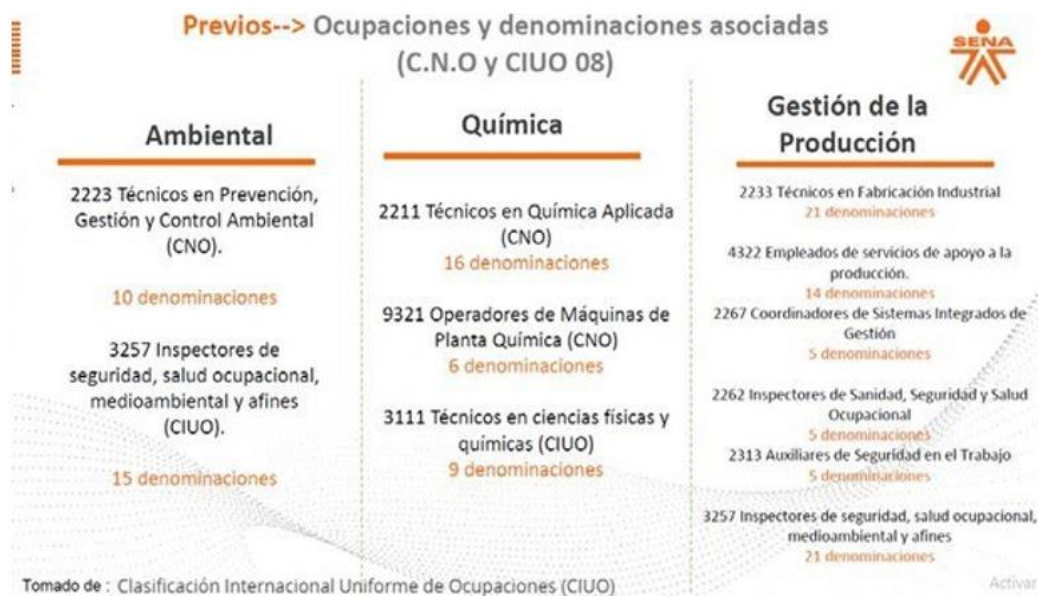 Previos--> Ocupaciones y denominaciones asociadas
(C.N.O y CIUO 08)
SENA
Ambiental
2223 Técnicos en Prevención,
Gestión y Control Ambiental
(CNO).
10 denominaciones
3257 Inspectores de
seguridad, salud ocupacional,
medioambiental y afines
(CIUO).
15 denominaciones
Química
2211 Técnicos en Química Aplicada
(CNO)
16 denominaciones
9321 Operadores de Máquinas de
Planta Química (CNO)
6 denominaciones
3111 Técnicos en ciencias físicas y
químicas (CIUO)
9 denominaciones
Gestión de la
Producción
2233 Técnicos en Fabricación Industrial
21 denominaciones
4322 Empleados de servicios de apoyo a la
producción.
14 denominaciones
2267 Coordinadores de Sistemas Integrados de
Gestión
5 denominaciones
2262 Inspectores de Sanidad, Seguridad y Salud
Ocupacional
5 denominaciones
2313 Auxiliares de Seguridad en el Trabajo
5 denominaciones
3257 Inspectores de seguridad, salud ocupacional,
medioambiental y afines
21 denominaciones
Tomado de : Clasificación Internacional Uniforme de Ocupaciones (CIUO)
Activar